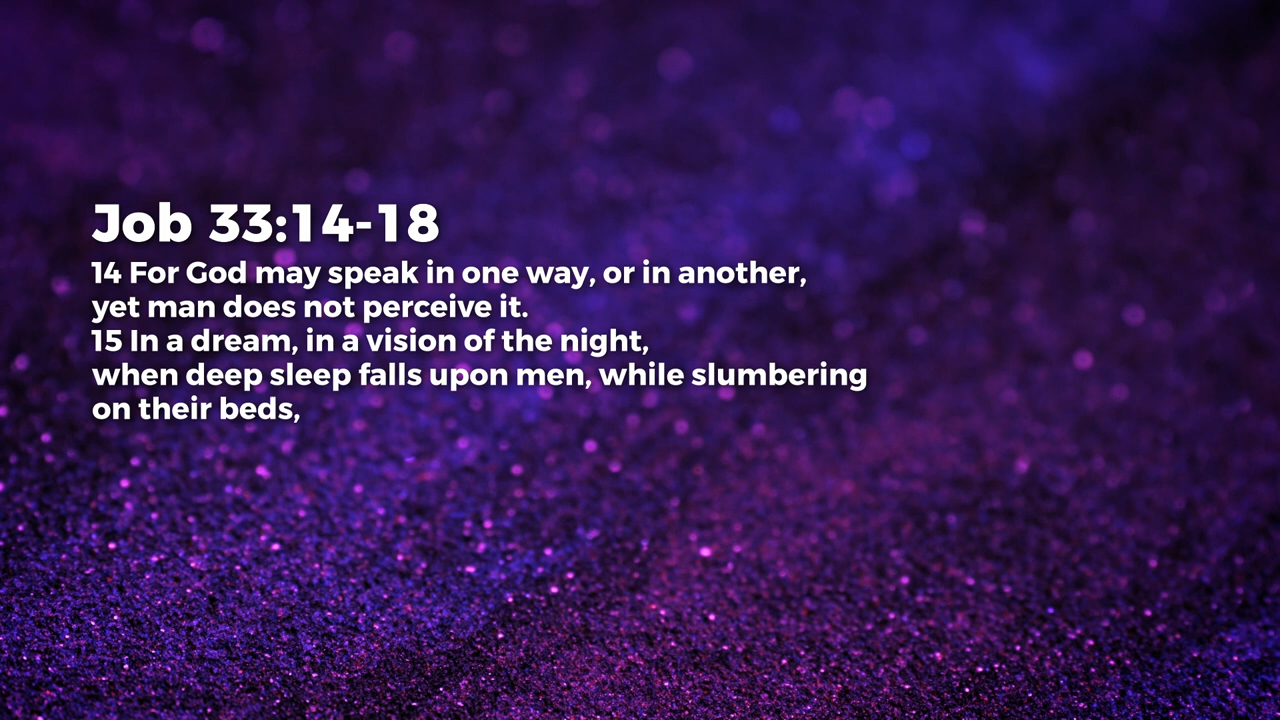 Job 33:14-18
14 For God may speak in one way, or in another,
yet man does not perceive it.
15 In a dream, in a vision of the night,
when deep sleep falls upon men, while slumbering
on their beds,